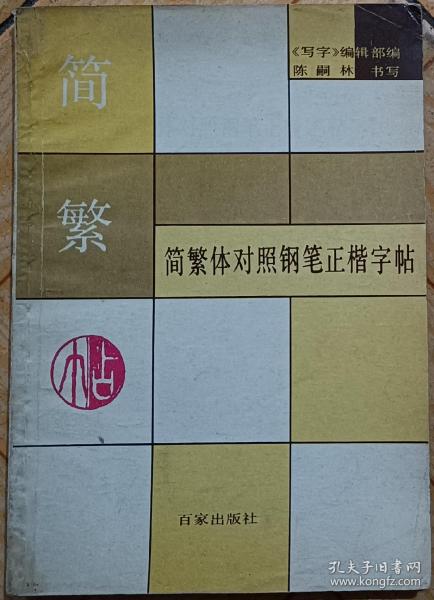 简
繁
帖
《写字》编辑部编
陈嗣林 书写
简繁体对照钢笔正楷字帖
百家出版社
孔夫子旧书网
www.kongfz.com